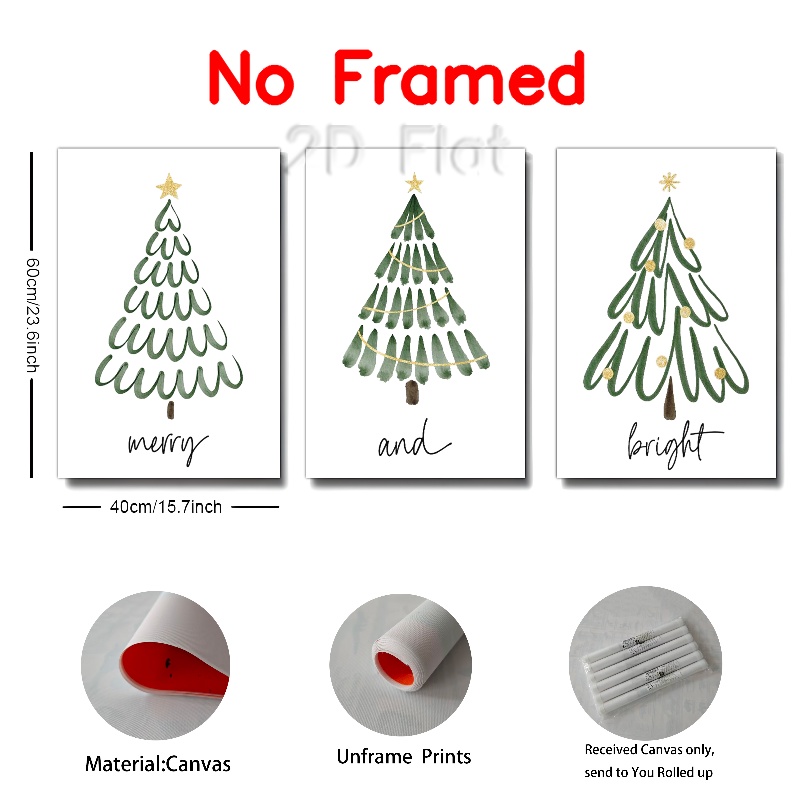 No Framed
2D Flat
60cm/23.6inch
merry
and
bright
40cm/15.7inch
Material:Canvas
Unframe Prints
Received Canvas only,
send to You Rolled up